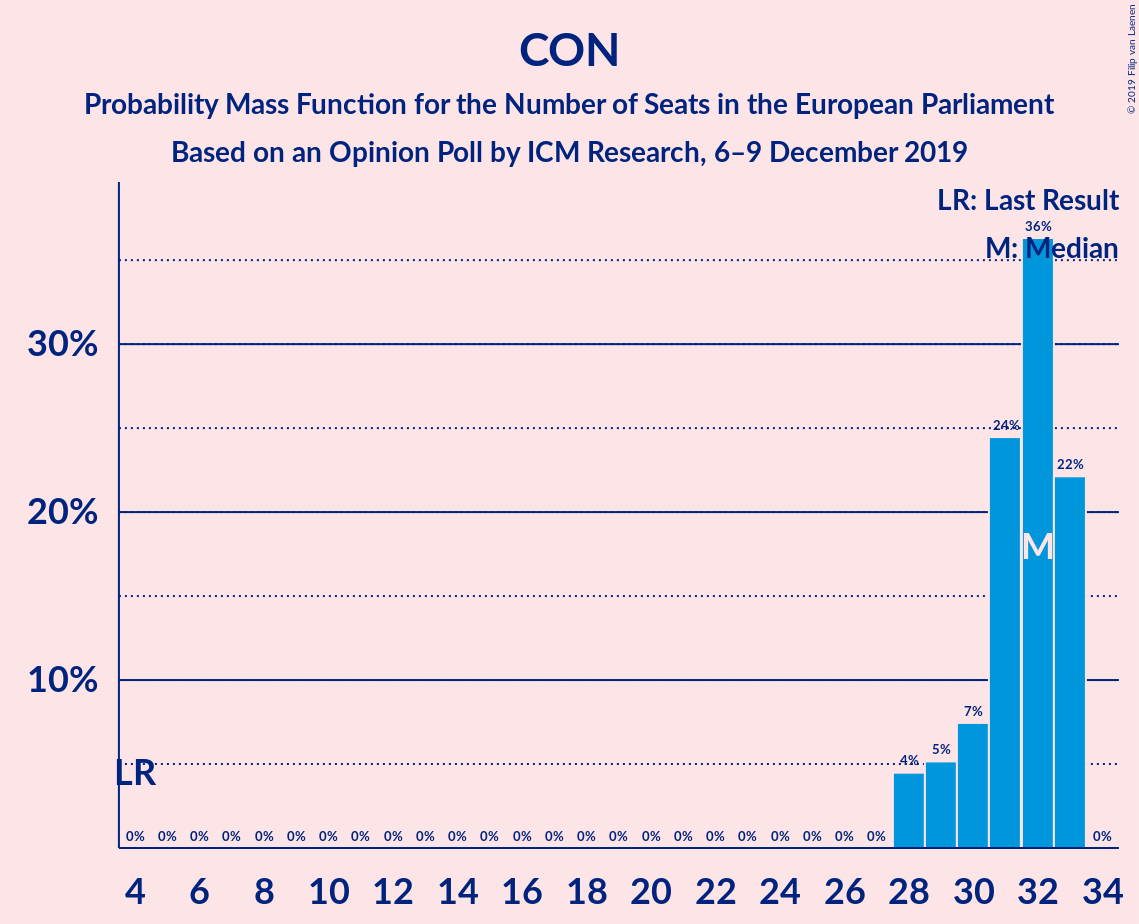 © 2019 Filip van Laenen
CON
Probability Mass Function for the Number of Seats in the European Parliament
Based on an Opinion Poll by ICM Research, 6–9 December 2019
LR: Last Result
36%
M: Median
30%
24%
22%
20%
M
10%
7%
5%
4%
LR
0% 0% 0% 0% 0% 0% 0% 0% 0% 0% 0% 0% 0% 0% 0% 0% 0% 0% 0% 0% 0% 0% 0% 0% 0%
4 6 8 10 12 14 16 18 20 22 24 26 28 30 32 34